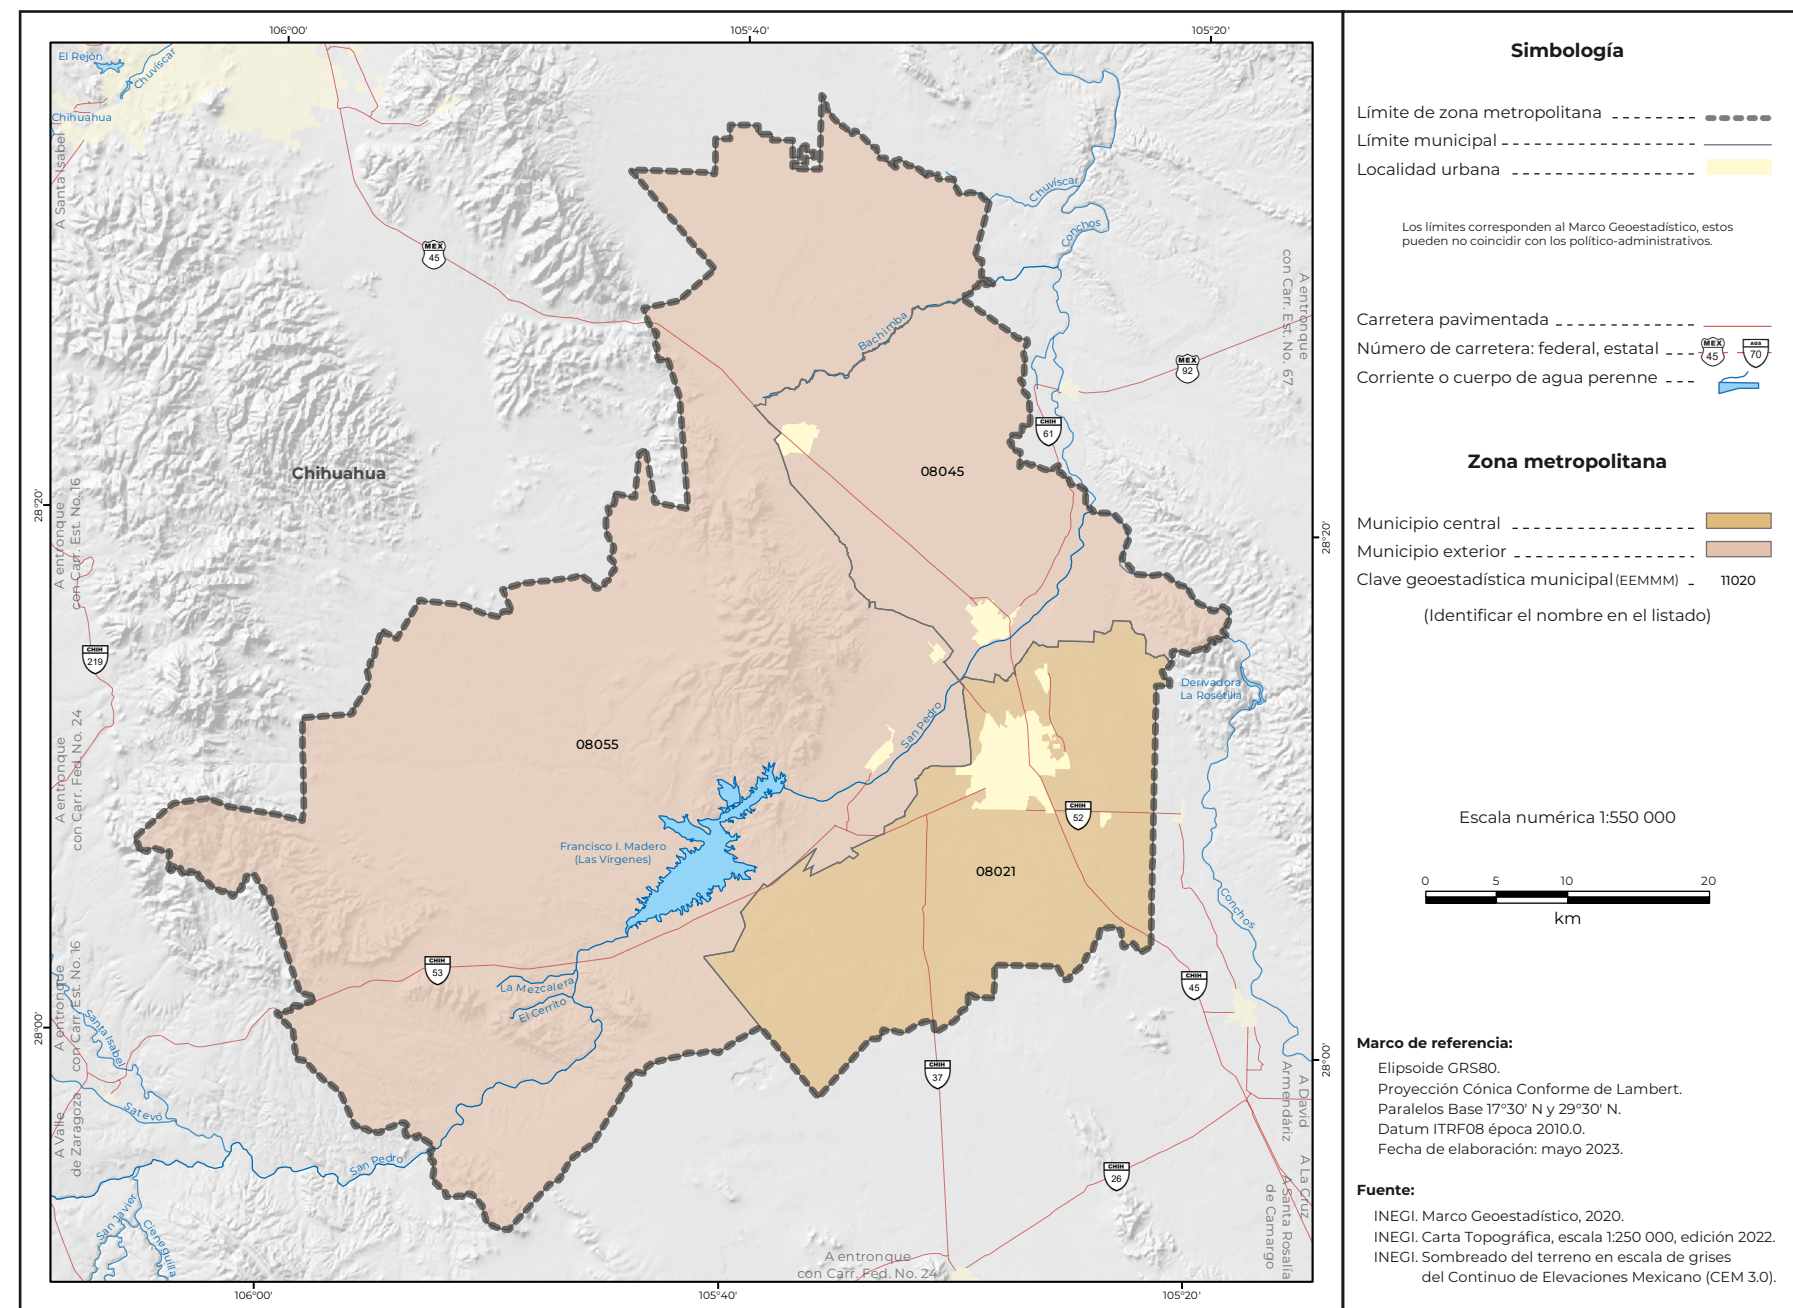 106°00'
105°40'
105°20'
El Rejón
Chuvíscar
Chihuahua
A Santa Isabel
MEX
45
Chuvíscar
Conchos
A entronque
con Carr. Est. No. 67
Bachimba
MEX
92
CHIH
61
08045
Chihuahua
28°20'
28°20'
A entronque
con Carr. Est. No. 16
CHIH
219
Derivadora
La Rosetilla
San Pedro
08055
A entronque
con Carr. Fed. No. 24
CHIH
52
Francisco I. Madero
(Las Vírgenes)
08021
Conchos
CHIH
53
La Mezcalera
El Cerrito
CHIH
45
A entronque
con Carr. Est. No. 16
Santa Isabel
28°00'
28°00'
CHIH
37
A David
Armendáriz
Satevó
A Valle
de Zaragoza
San Pedro
CHIH
26
A La Cruz
A Santa Rosalía
de Camargo
San Javier
Cieneguilla
A entronque
con Carr. Fed. No. 24
106°00'
105°40'
105°20'
Simbología
Límite de zona metropolitana
Límite municipal
Localidad urbana
Los límites corresponden al Marco Geoestadístico, estos
pueden no coincidir con los político-administrativos.
Carretera pavimentada
Número de carretera: federal, estatal
MEX
45
AGS
70
Corriente o cuerpo de agua perenne
Zona metropolitana
Municipio central
Municipio exterior
Clave geoestadística municipal (EEMMM) 11020
(Identificar el nombre en el listado)
Escala numérica 1:550 000
0 5 10 20
km
Marco de referencia:
Elipsoide GRS80.
Proyección Cónica Conforme de Lambert.
Paralelos Base 17°30' N y 29°30' N.
Datum ITRF08 época 2010.0.
Fecha de elaboración: mayo 2023.
Fuente:
INEGI. Marco Geoestadístico, 2020.
INEGI. Carta Topográfica, escala 1:250 000, edición 2022.
INEGI. Sombreado del terreno en escala de grises
del Continuo de Elevaciones Mexicano (CEM 3.0).